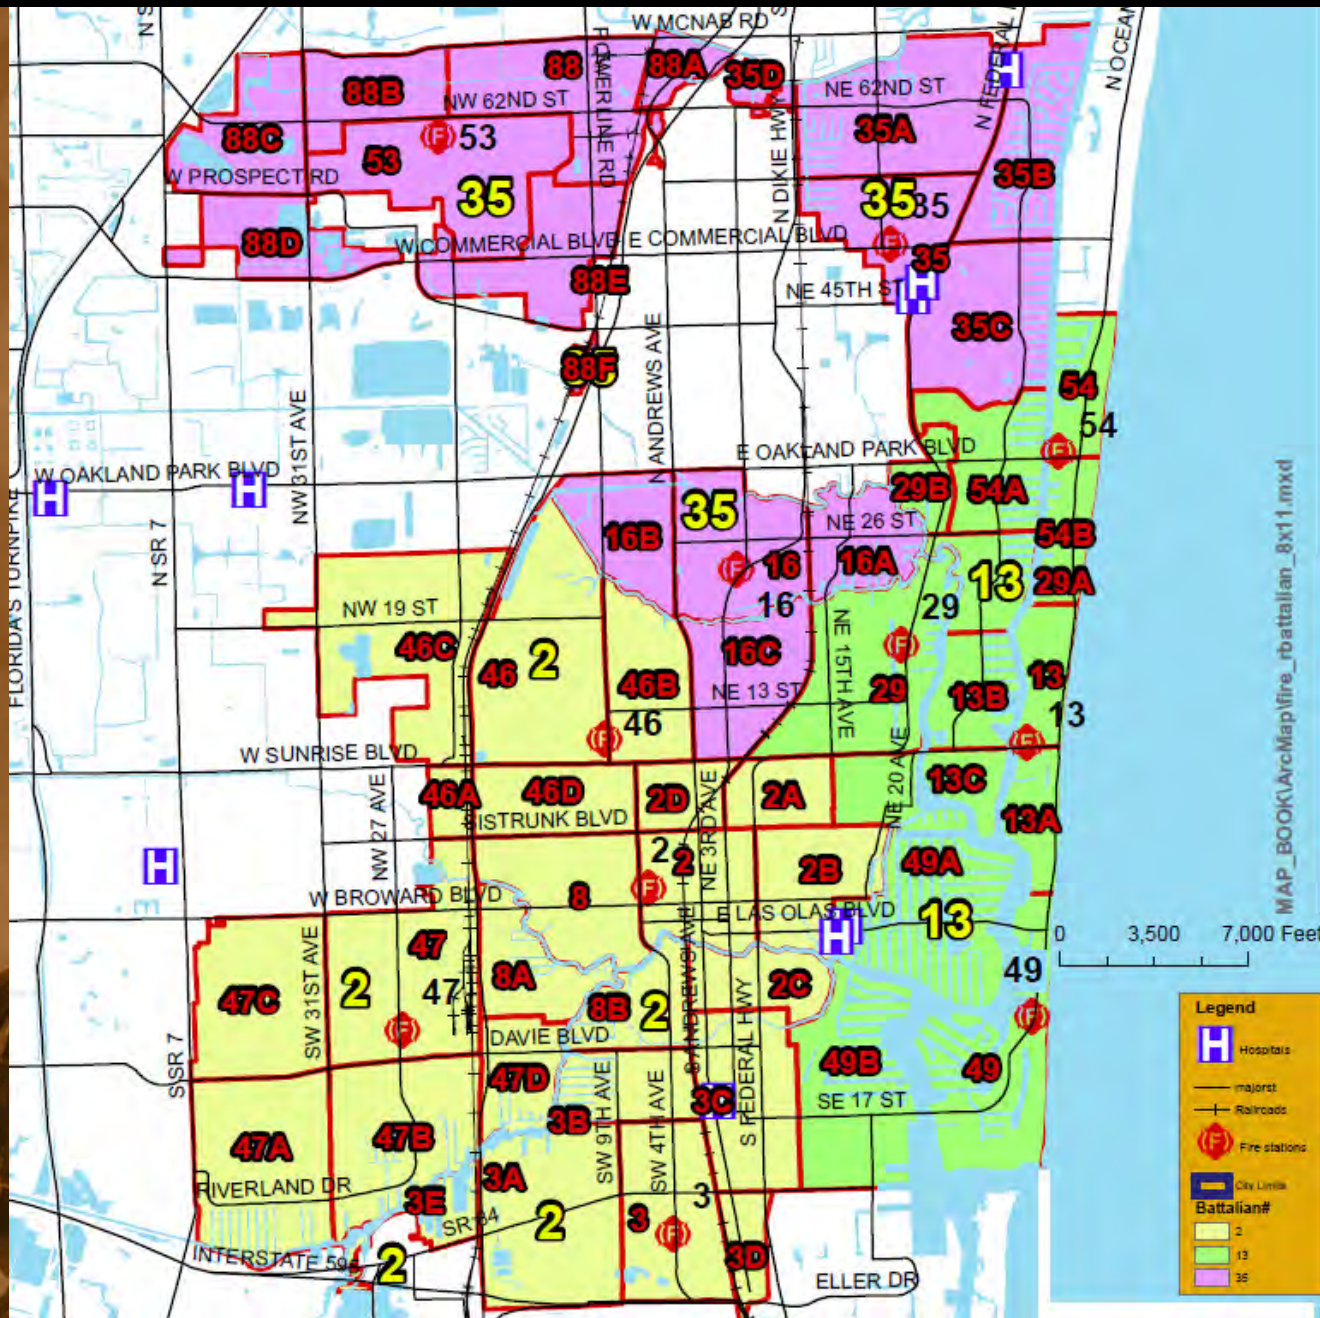 W MCNAB RD
N S
N FEDERAL
N OCEAN
88
88A
35D
88B
NW 62ND ST
POWERLINE RD
NE 62ND ST
88C
53
53
35A
N DIXIE HWY
W PROSPECT RD
35
35
35
35B
88D
W COMMERCIAL BLVD
E COMMERCIAL BLVD
35
H
88E
NE 45TH ST
H
35C
88F
N ANDREWS AVE
54
54
NW 31ST AVE
E OAKLAND PARK BLVD
W OAKLAND PARK BLVD
H
H
29B
54A
35
NE 26 ST
FLORIDA'S TURNPIKE
N SR 7
16B
16
16A
54B
13
29A
16
29
NW 19 ST
46C
46
2
46B
16C
NE 15TH AVE
NE 13 ST
29
13B
13
13
46
W SUNRISE BLVD
NE 20 AVE
46A
46D
2D
2A
13C
13A
SISTRUNK BLVD
NW 27 AVE
NE 3RD AVE
2
2
2B
49A
H
W BROWARD BLVD
8
E LAS OLAS BLVD
13
H
47
47C
SW 31ST AVE
2
47
8A
8B
2
S ANDREWS AVE
2C
49
DAVIE BLVD
S FEDERAL HWY
S SR 7
47D
49B
49
3C
SE 17 ST
47A
47B
3B
SW 9TH AVE
SW 4TH AVE
3A
RIVERLAND DR
3E
SR 84
2
3
3
INTERSTATE 595
2
3D
ELLER DR
MAP_BOOK\ArcMap\fire_rbattalian_8x11.mxd
0 3,500 7,000 Feet
Legend
H Hospitals
majorst
Railroads
F Fire stations
City Limits
Battalian#
2
13
35